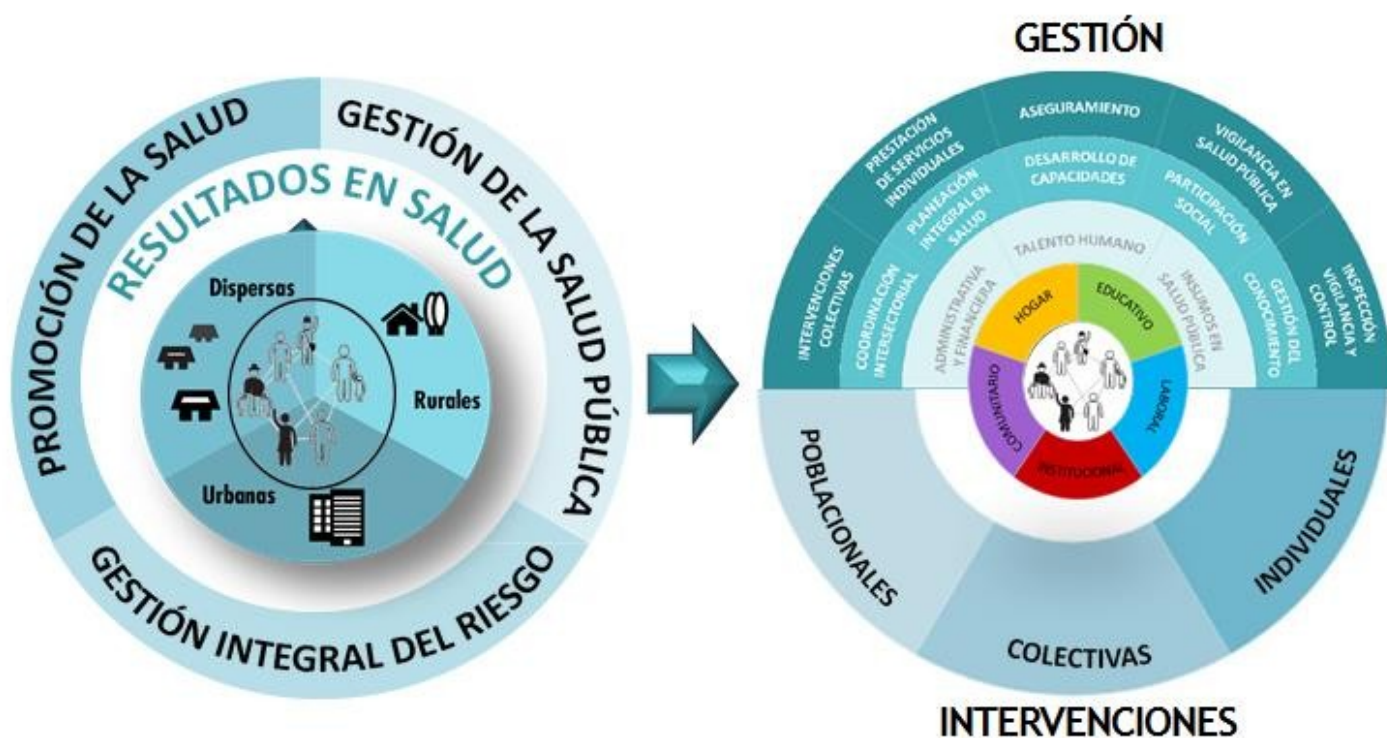 PROMOCIÓN DE LA SALUD
GESTIÓN DE LA SALUD PÚBLICA
GESTIÓN INTEGRAL DEL RIESGO
RESULTADOS EN SALUD
Dispersas
Rurales
Urbanas
GESTIÓN
INTERVENCIONES
COLECTIVAS
PRESTACIÓN
DE SERVICIOS
INDIVIDUALES
ASEGURAMIENTO
VIGILANCIA EN
SALUD PÚBLICA
INSPECCIÓN
VIGILANCIA Y
CONTROL
COORDINACIÓN
INTERSECTORIAL
PLANEACIÓN
INTEGRAL EN
SALUD
DESARROLLO DE
CAPACIDADES
PARTICIPACIÓN
SOCIAL
GESTIÓN DEL
CONOCIMIENTO
ADMINISTRATIVA
Y FINANCIERA
TALENTO HUMANO
INSUMOS EN
SALUD PÚBLICA
HOGAR
EDUCATIVO
LABORAL
INSTITUCIONAL
COMUNITARIO
POBLACIONALES
COLECTIVAS
INDIVIDUALES
INTERVENCIONES